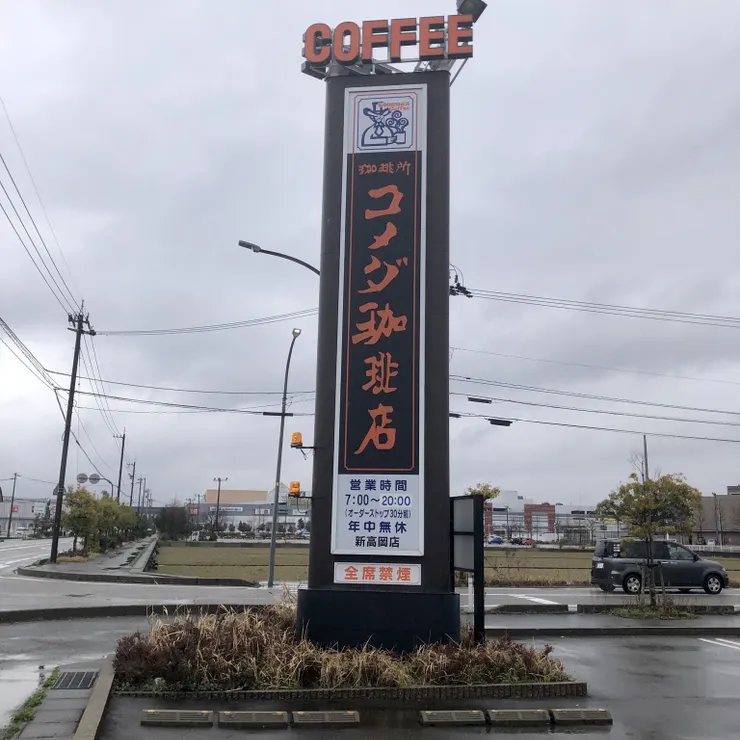 COFFEE
珈琲所
コメダ珈琲店
営業時間
7:00～20:00
(オーダーストップ30分前)
年中無休
新高岡店
全席禁煙